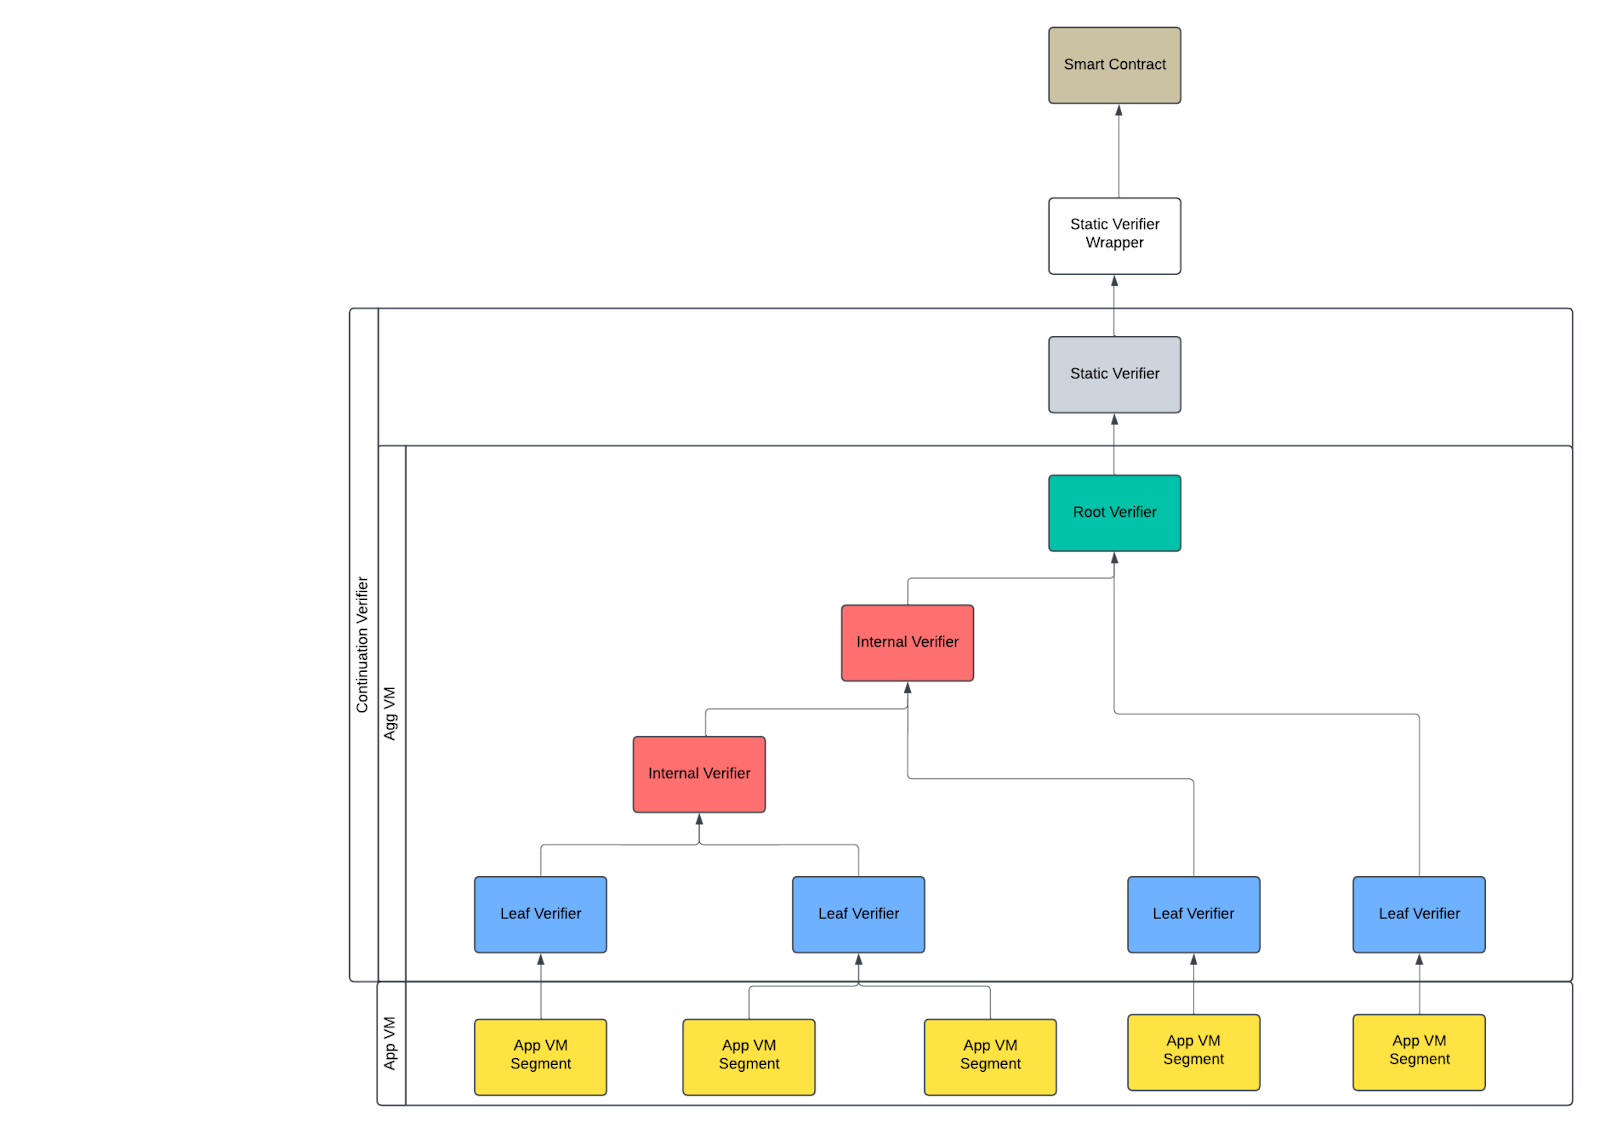 Smart Contract
Static Verifier
Wrapper
Static Verifier
Root Verifier
Continuation Verifier
Agg VM
Internal Verifier
Internal Verifier
Leaf Verifier
Leaf Verifier
Leaf Verifier
Leaf Verifier
App VM
App VM
Segment
App VM
Segment
App VM
Segment
App VM
Segment
App VM
Segment